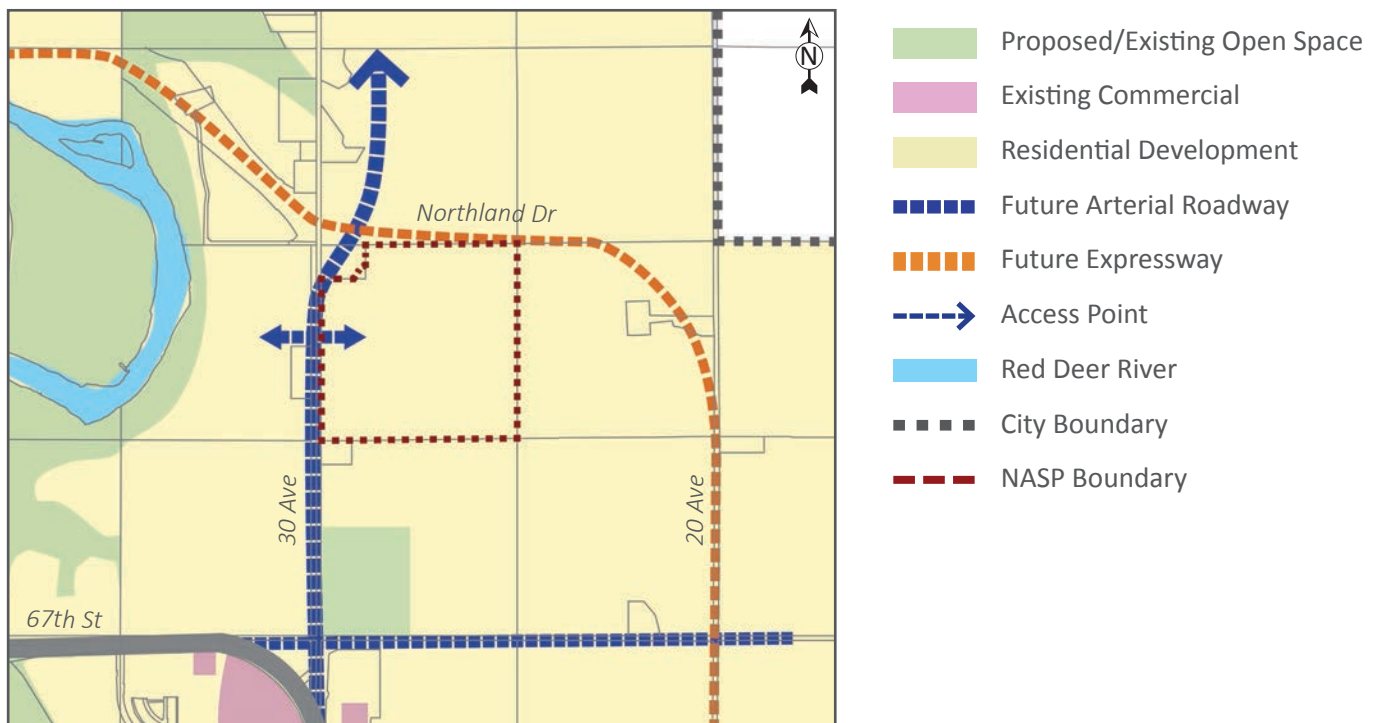 N
Northland Dr
30 Ave
20 Ave
67th St
Proposed/Existing Open Space
Existing Commercial
Residential Development
Future Arterial Roadway
Future Expressway
Access Point
Red Deer River
City Boundary
NASP Boundary